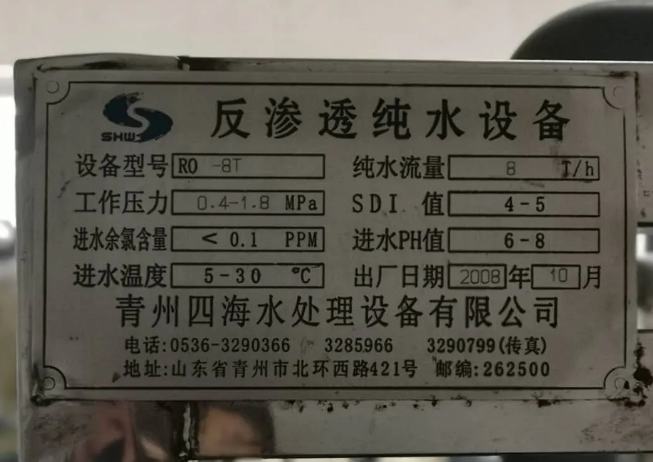 SHW 反渗透纯水设备
设备型号 RO -8T 纯水流量 8 T/h
工作压力 0.4-1.8 MPa SDI 值 4-5
进水余氯含量 < 0.1 PPM 进水PH值 6-8
进水温度 5-30 ℃ 出厂日期 2008 年 10 月
青州四海水处理设备有限公司
电话:0536-3290366 3285966 3290799(传真)
地址:山东省青州市北环西路421号 邮编:262500